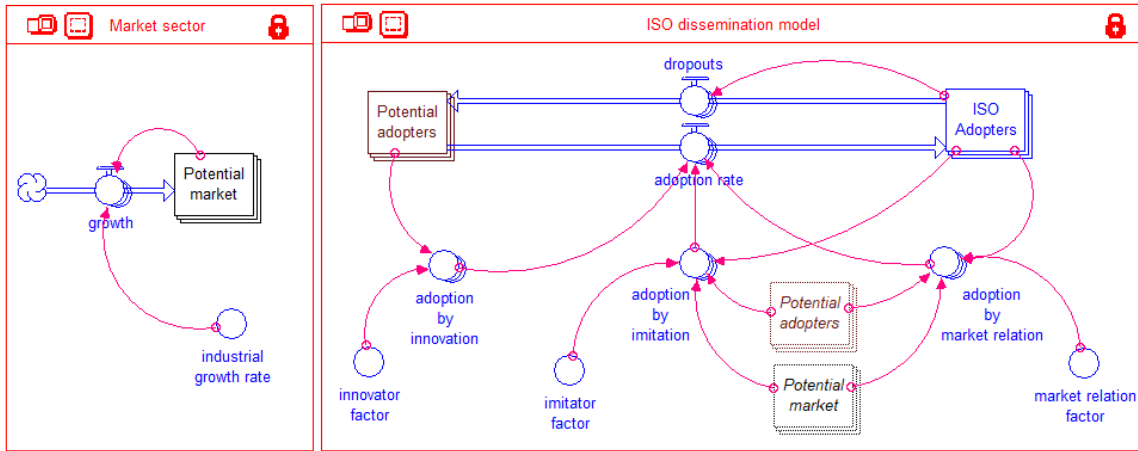 Market sector
Potential
market
growth
industrial
growth rate
ISO dissemination model
dropouts
Potential
adopters
ISO
Adopters
adoption rate
adoption
by
innovation
adoption
by
imitation
Potential
adopters
adoption
by
market relation
innovator
factor
imitator
factor
Potential
market
market relation
factor